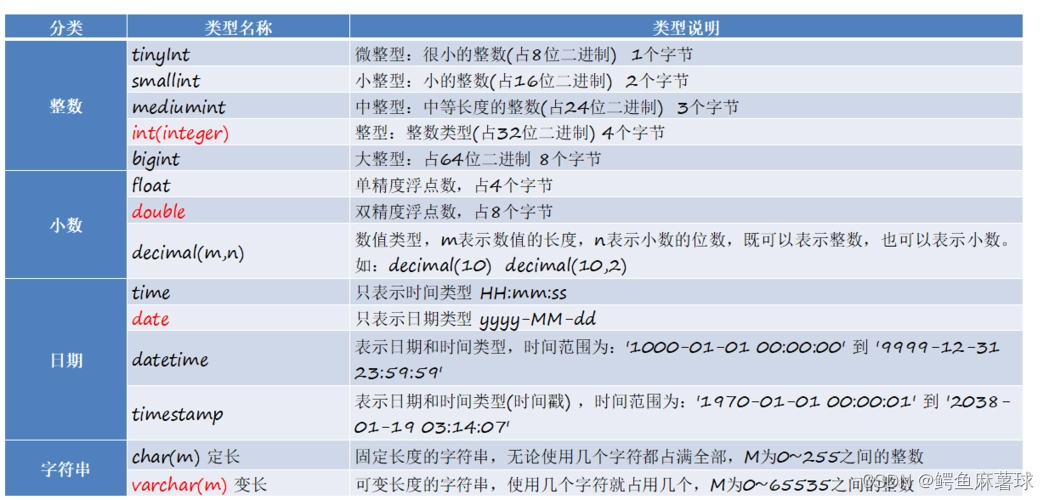 分类 类型名称 类型说明
整数
tinyInt 微整型：很小的整数(占8位二进制) 1个字节
smallint 小整型：小的整数(占16位二进制) 2个字节
mediumint 中整型：中等长度的整数(占24位二进制) 3个字节
int(integer) 整型：整数类型(占32位二进制) 4个字节
bigint 大整型：占64位二进制 8个字节
小数
float 单精度浮点数，占4个字节
double 双精度浮点数，占8个字节
decimal(m,n) 数值类型，m表示数值的长度，n表示小数的位数，既可以表示整数，也可以表示小数。
如：decimal(10) decimal(10,2)
日期
time 只表示时间类型 HH:mm:ss
date 只表示日期类型 yyyy-MM-dd
datetime 表示日期和时间类型，时间范围为：'1000-01-01 00:00:00' 到 '9999-12-31
23:59:59'
timestamp 表示日期和时间类型(时间戳) ，时间范围为：'1970-01-01 00:00:01' 到 '2038-
01-19 03:14:07'
字符串
char(m) 定长 固定长度的字符串，无论使用几个字符都占满全部，M为0~255之间的整数
varchar(m) 变长 可变长度的字符串，使用几个字符就占用几个，M为0~65535之间的整数
CSDN @鳄鱼麻薯球